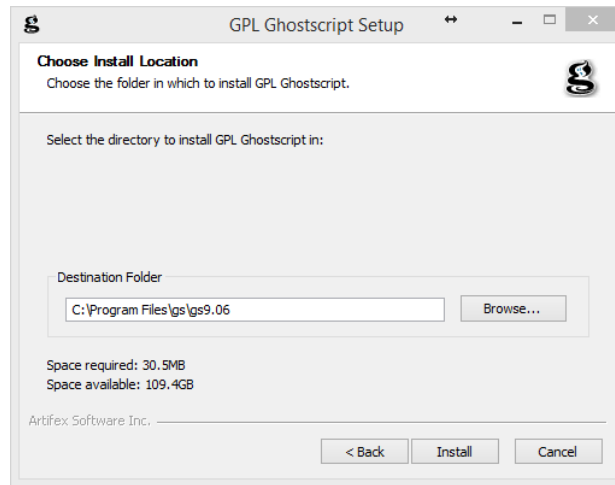 GPL Ghostscript Setup
Choose Install Location
Choose the folder in which to install GPL Ghostscript.
Select the directory to install GPL Ghostscript in:
Destination Folder
C:\Program Files\gs\gs9.06
Browse...
Space required: 30.5MB
Space available: 109.4GB
Artifex Software Inc.
< Back Install Cancel